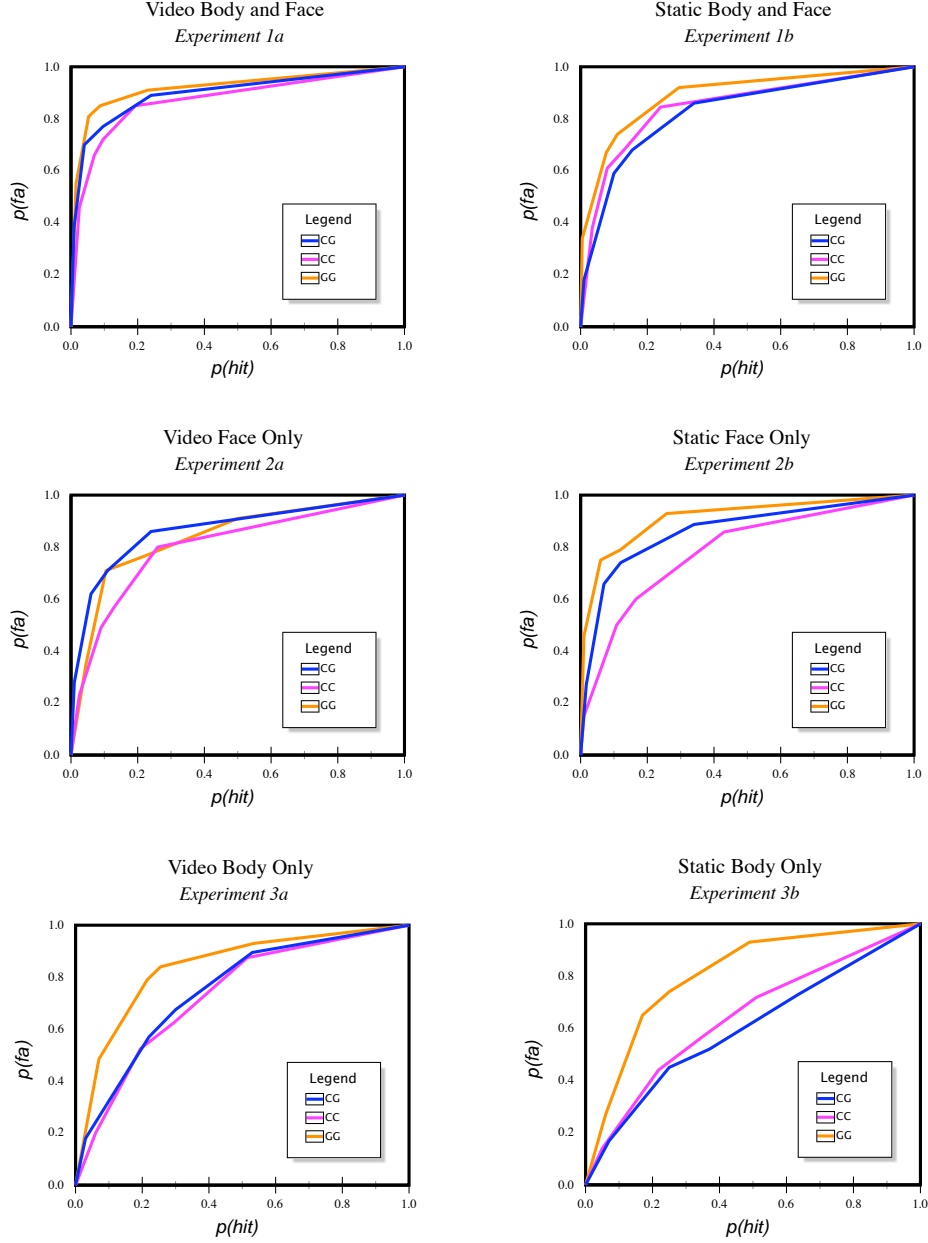 Video Body and Face
Experiment 1a
1.0
0.8
0.6
0.4
0.2
0.0
p(fa)
Legend
CG
CC
GG
0.0 0.2 0.4 0.6 0.8 1.0
p(hit)
Static Body and Face
Experiment 1b
1.0
0.8
0.6
0.4
0.2
0.0
p(fa)
Legend
CG
CC
GG
0.0 0.2 0.4 0.6 0.8 1.0
p(hit)
Video Face Only
Experiment 2a
1.0
0.8
0.6
0.4
0.2
0.0
p(fa)
Legend
CG
CC
GG
0.0 0.2 0.4 0.6 0.8 1.0
p(hit)
Static Face Only
Experiment 2b
1.0
0.8
0.6
0.4
0.2
0.0
p(fa)
Legend
CG
CC
GG
0.0 0.2 0.4 0.6 0.8 1.0
p(hit)
Video Body Only
Experiment 3a
1.0
0.8
0.6
0.4
0.2
0.0
p(fa)
Legend
CG
CC
GG
0.0 0.2 0.4 0.6 0.8 1.0
p(hit)
Static Body Only
Experiment 3b
1.0
0.8
0.6
0.4
0.2
0.0
p(fa)
Legend
CG
CC
GG
0.0 0.2 0.4 0.6 0.8 1.0
p(hit)